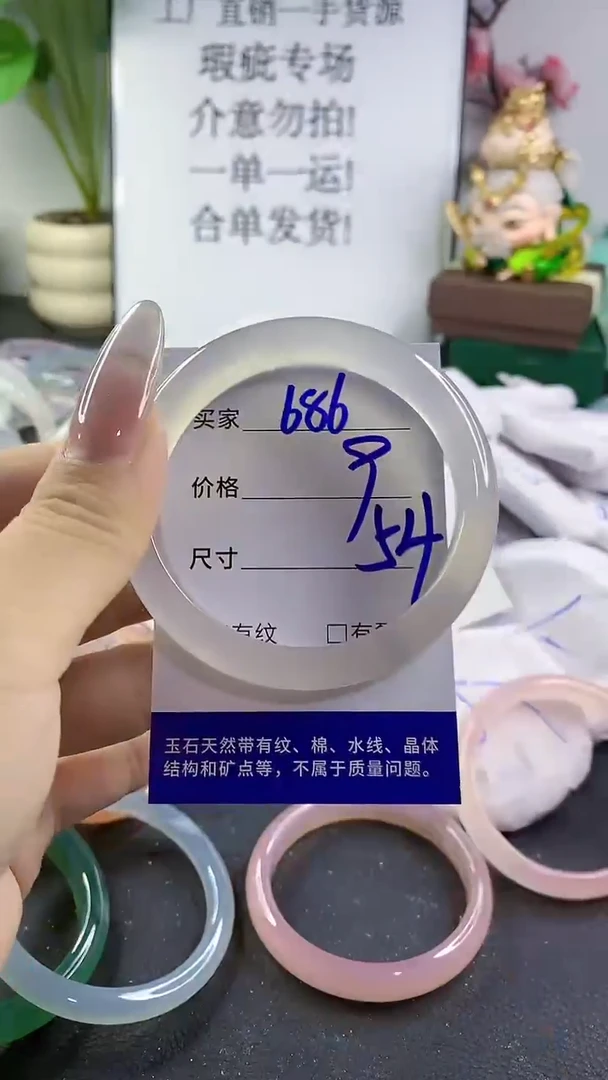 工厂直销一手货源
瑕疵专场
介意勿拍!
一单一运!
合单发货!
买家 686
价格 9
尺寸 54
有纹 □有
玉石天然带有纹、棉、水线、晶体
结构和矿点等，不属于质量问题。